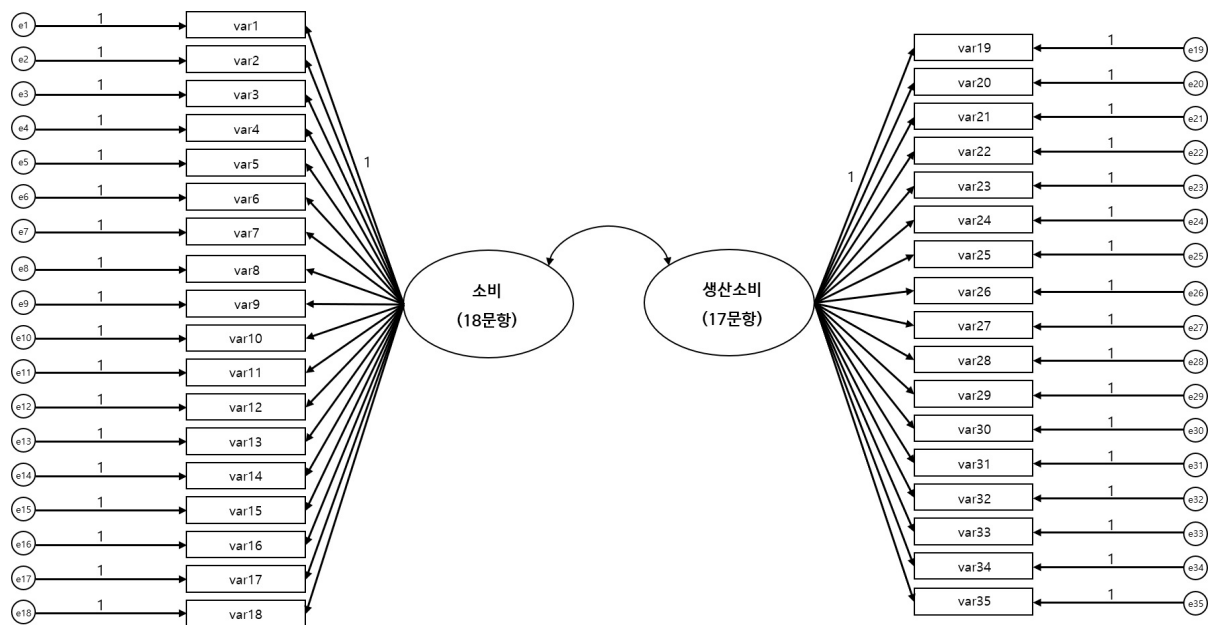 e1 1 var1
e2 1 var2
e3 1 var3
e4 1 var4
e5 1 var5
e6 1 var6
e7 1 var7
e8 1 var8
e9 1 var9
e10 1 var10
e11 1 var11
e12 1 var12
e13 1 var13
e14 1 var14
e15 1 var15
e16 1 var16
e17 1 var17
e18 1 var18
1
소비
(18문항)
생산소비
(17문항)
1
var19 1 e19
var20 1 e20
var21 1 e21
var22 1 e22
var23 1 e23
var24 1 e24
var25 1 e25
var26 1 e26
var27 1 e27
var28 1 e28
var29 1 e29
var30 1 e30
var31 1 e31
var32 1 e32
var33 1 e33
var34 1 e34
var35 1 e35